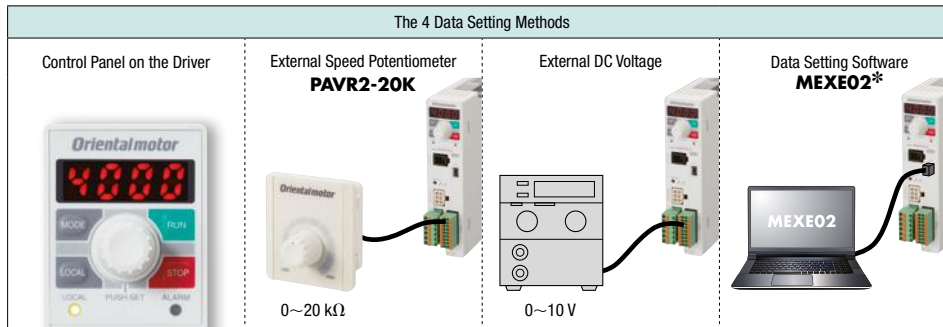 The 4 Data Setting Methods
Control Panel on the Driver
Orientalmotor
4000
MODE
RUN
LOCAL
STOP
LOCAL
PUSH-SET
ALARM
External Speed Potentiometer
PAVR2-20K
Orientalmotor
0~20 kΩ
External DC Voltage
0~10 V
Data Setting Software
MEXE02*
MEXE02